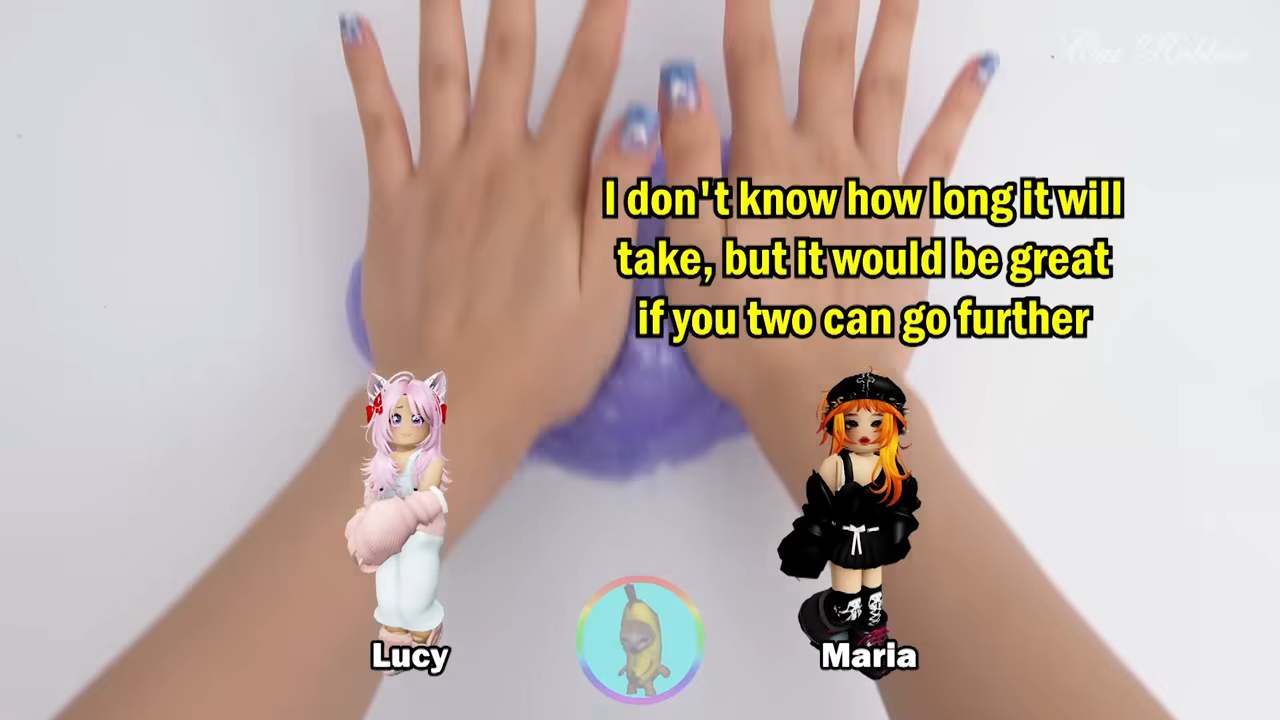 I don't know how long it will
take, but it would be great
if you two can go further
Lucy
Maria